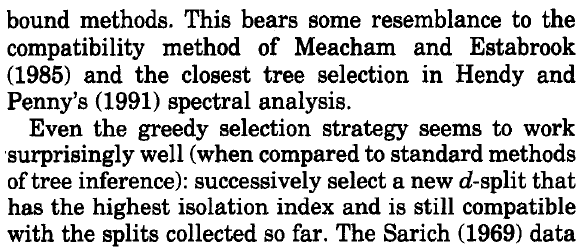 bound methods. This bears some resemblance to the
compatibility method of Meacham and Estabrook
(1985) and the closest tree selection in Hendy and
Penny's (1991) spectral analysis.
Even the greedy selection strategy seems to work
surprisingly well (when compared to standard methods
of tree inference): successively select a new d-split that
has the highest isolation index and is still compatible
with the splits collected so far. The Sarich (1969) data